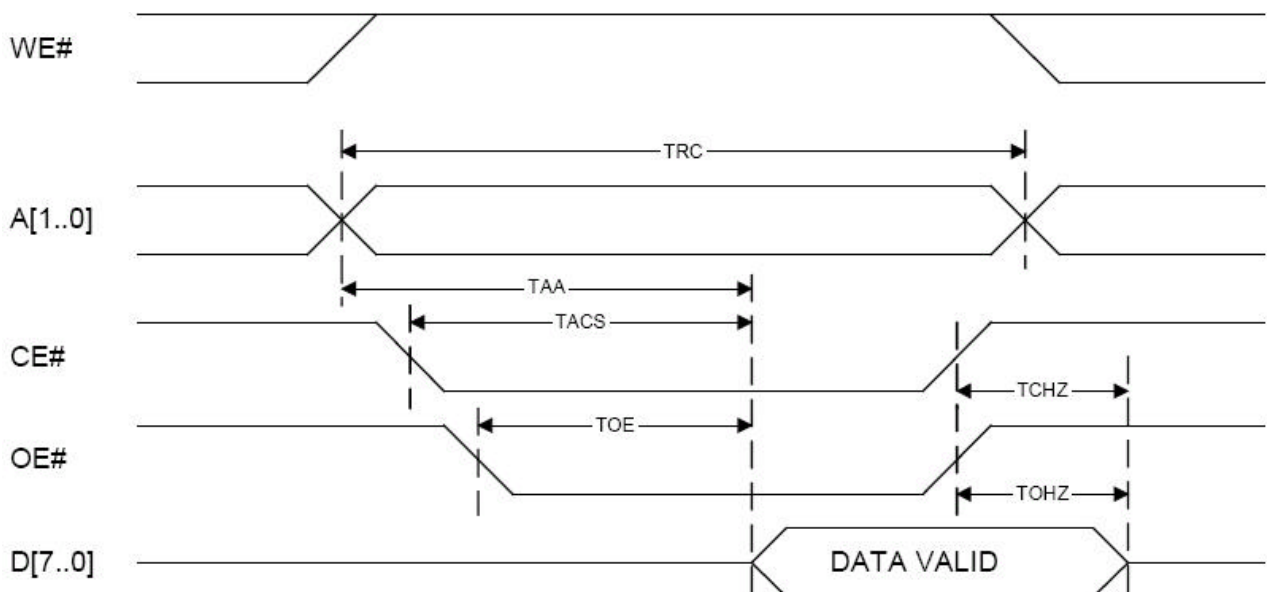 WE#
TRC
A[1..0]
TAA
TACS
CE#
TCHZ
TOE
OE#
TOHZ
D[7..0] DATA VALID